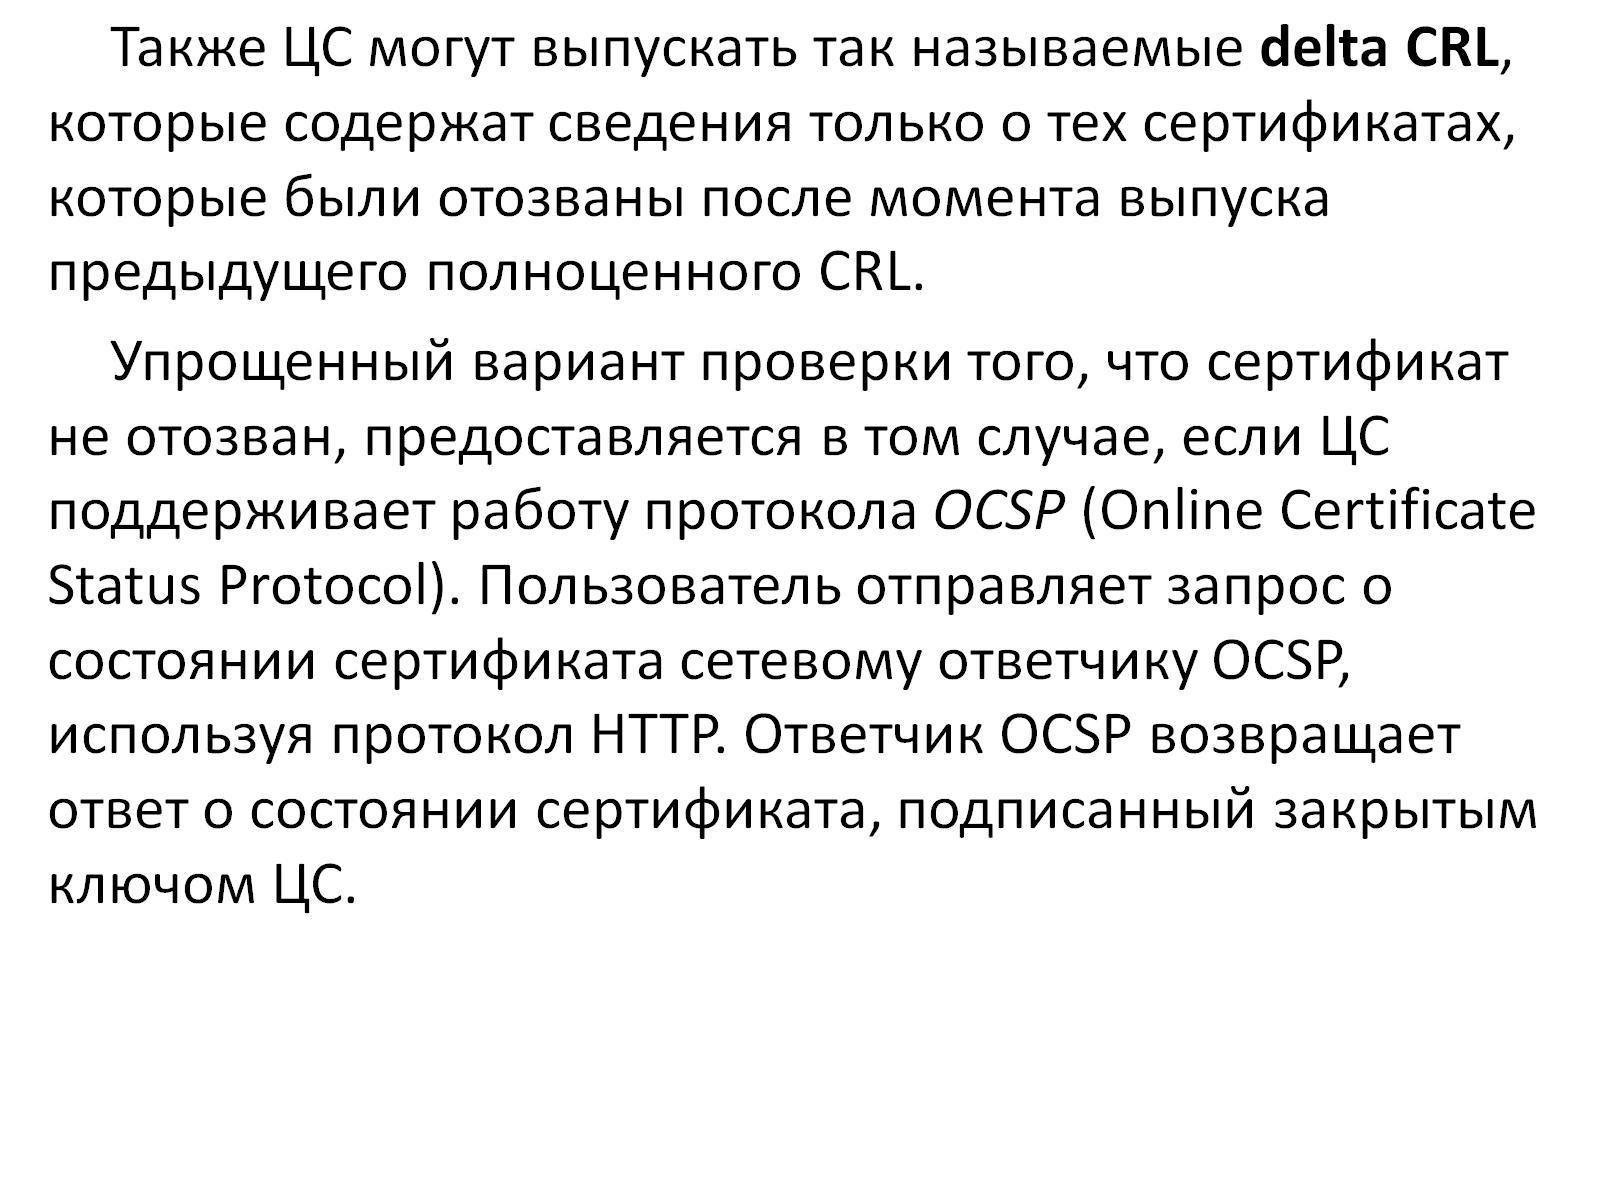 Также ЦС могут выпускать так называемые delta CRL,
которые содержат сведения только о тех сертификатах,
которые были отозваны после момента выпуска
предыдущего полноценного CRL.
Упрощенный вариант проверки того, что сертификат
не отозван, предоставляется в том случае, если ЦС
поддерживает работу протокола OCSP (Online Certificate
Status Protocol). Пользователь отправляет запрос о
состоянии сертификата сетевому ответчику OCSP,
используя протокол HTTP. Ответчик OCSP возвращает
ответ о состоянии сертификата, подписанный закрытым
ключом ЦС.